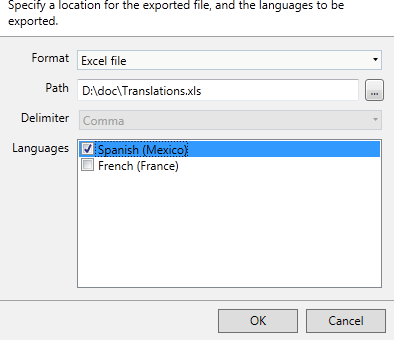 Specify a location for the exported file, and the languages to be
exported.
Format Excel file
Path D:\doc\Translations.xls ...
Delimiter Comma
Languages Spanish (Mexico)
French (France)
OK Cancel